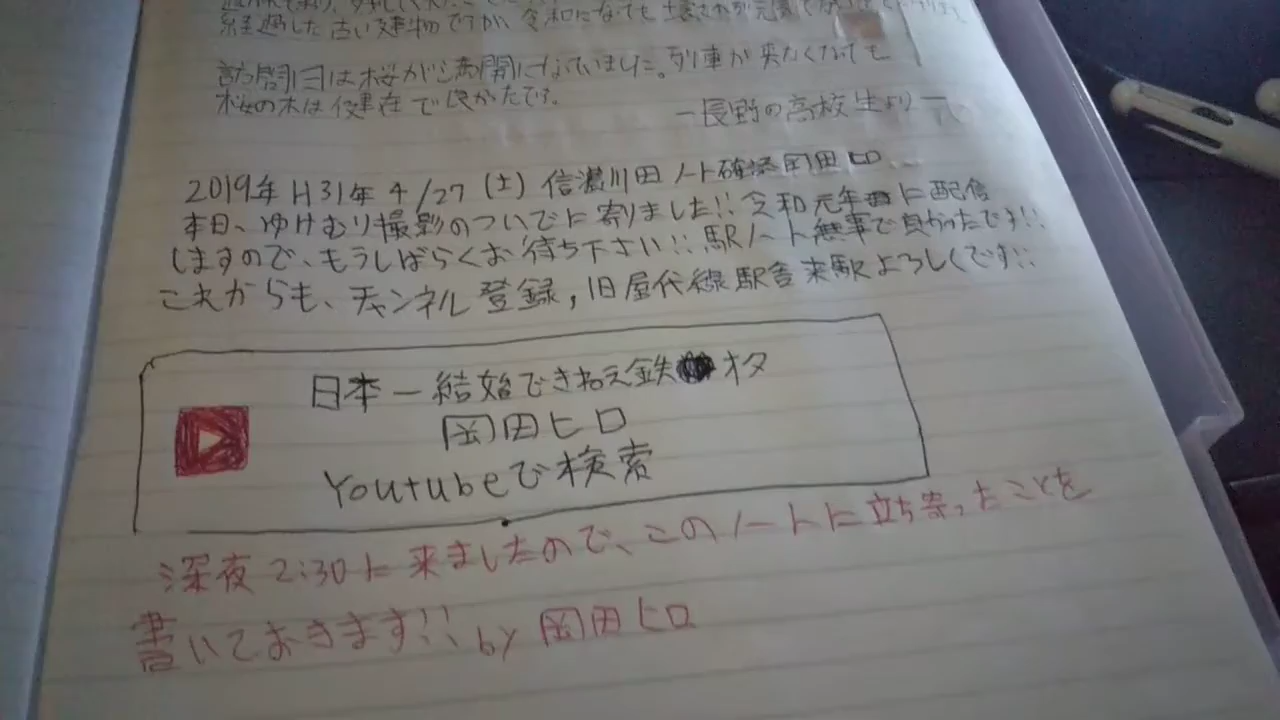 経過した古い建物ですが、令和になっても壊されず元気で
訪問日は桜が満開になっていました。列車が来なくなっても
桜の木は健在で良かたです。
ー長野の高校生よりー
2019年 H31年 4/27 (土) 信濃川田 ノート確認 岡田ヒロ
本日、ゆけむり撮影のついでに寄りました!! 令和元年に配信
しますので、もうしばらくお待ち下さい!! 駅ノート無事で良かったです!!
これからも、チャンネル登録, 旧屋代線駅舎来駅よろしくです!!
日本一結始できねえ鉄オタ
岡田ヒロ
Youtubeで検索
深夜2:30に来ましたので、このノートに立ち寄ったことを
書いておきます!! by 岡田ヒロ